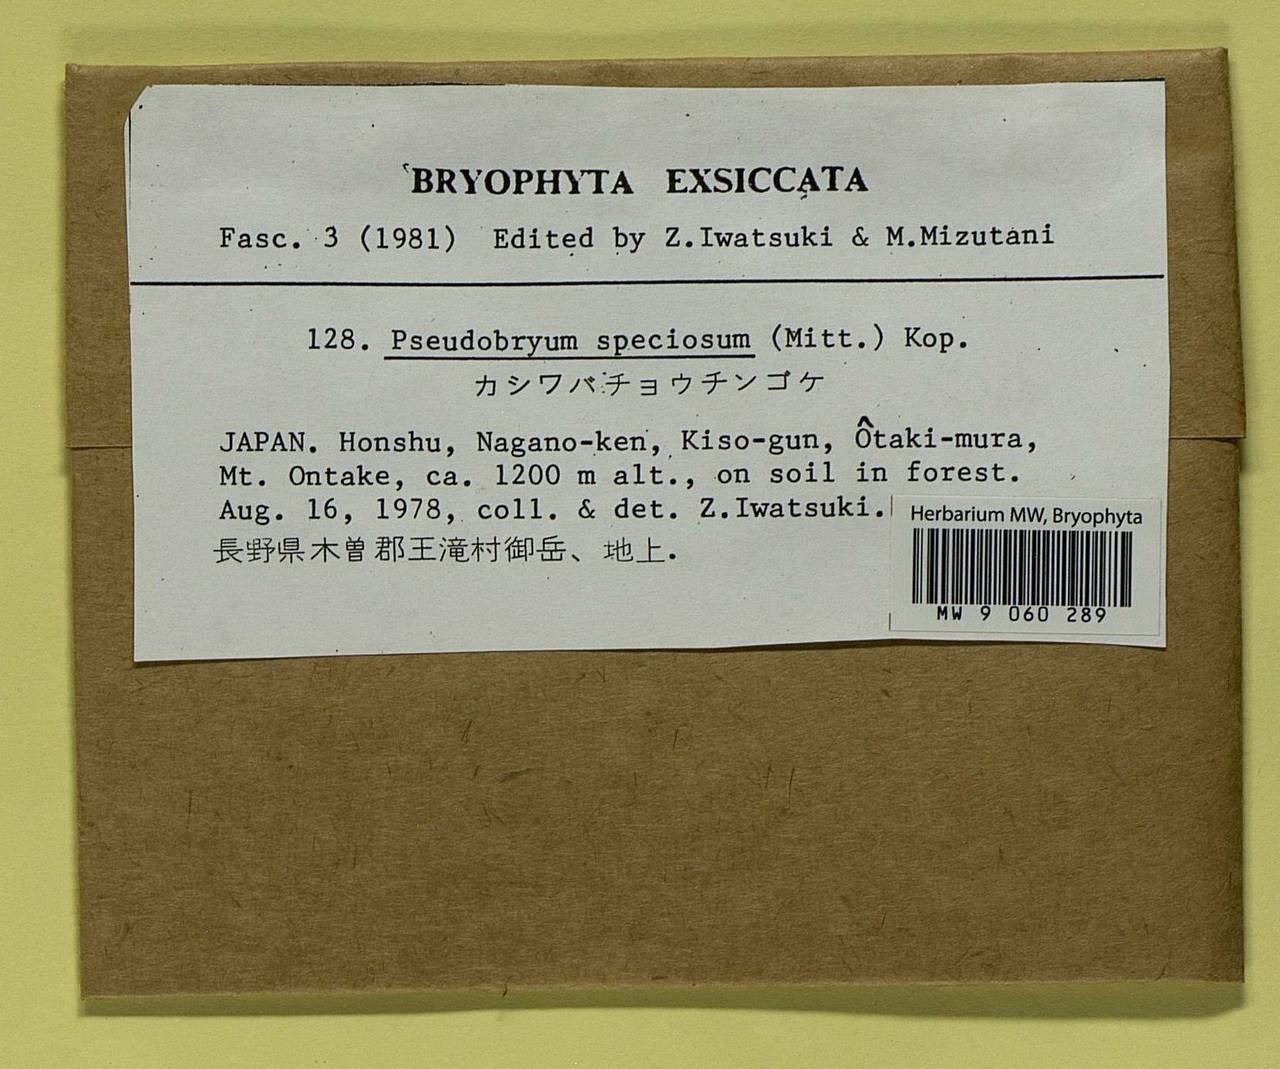 BRYOPHYTA EXSICCATA
Fasc. 3 (1981) Edited by Z.Iwatsuki & M.Mizutani
128. Pseudobryum speciosum (Mitt.) Kop.
カシワバチョウチンゴケ
JAPAN. Honshu, Nagano-ken, Kiso-gun, Ôtaki-mura,
Mt. Ontake, ca. 1200 m alt., on soil in forest.
Aug. 16, 1978, coll. & det. Z.Iwatsuki.
長野県木曽郡王滝村御岳、地上.
Herbarium MW, Bryophyta
MW 9 060 289